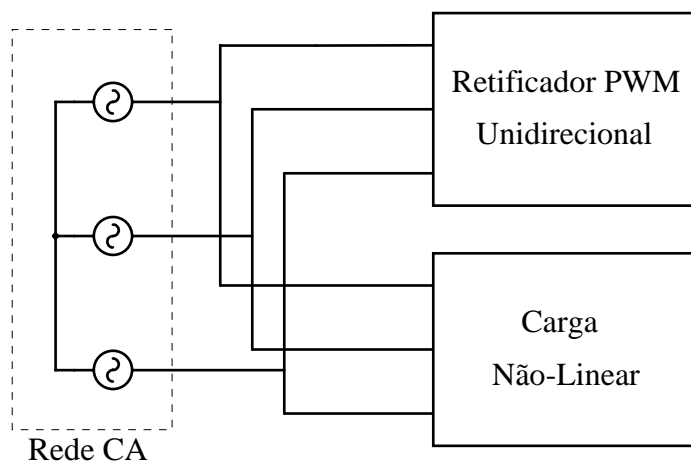 Retificador PWM
Unidirecional
Carga
Não-Linear
Rede CA